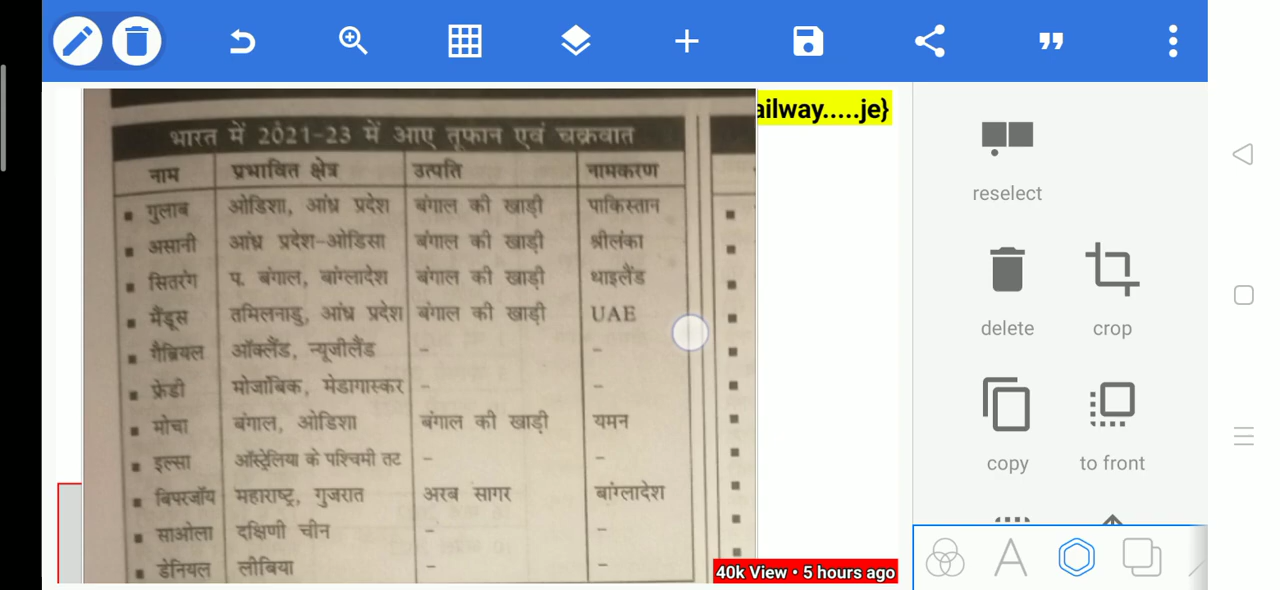 ailway.....je}
भारत में 2021-23 में आए तूफान एवं चक्रवात
नाम प्रभावित क्षेत्र उत्पति नामकरण
गुलाब ओडिशा, आंध्र प्रदेश बंगाल की खाड़ी पाकिस्तान
असानी आंध्र प्रदेश-ओडिसा बंगाल की खाड़ी श्रीलंका
सितरंग प. बंगाल, बांग्लादेश बंगाल की खाड़ी थाइलैंड
मैंडूस तमिलनाडु, आंध्र प्रदेश बंगाल की खाड़ी UAE
गैब्रियल ऑक्लैंड, न्यूजीलैंड - -
फ्रेडी मोजांबिक, मेडागास्कर - -
मोचा बंगाल, ओडिशा बंगाल की खाड़ी यमन
इल्सा ऑस्ट्रेलिया के पश्चिमी तट - -
बिपरजॉय महाराष्ट्र, गुजरात अरब सागर बांग्लादेश
साओला दक्षिणी चीन - -
डेनियल लीबिया - -
40k View • 5 hours ago
reselect
delete crop
copy to front